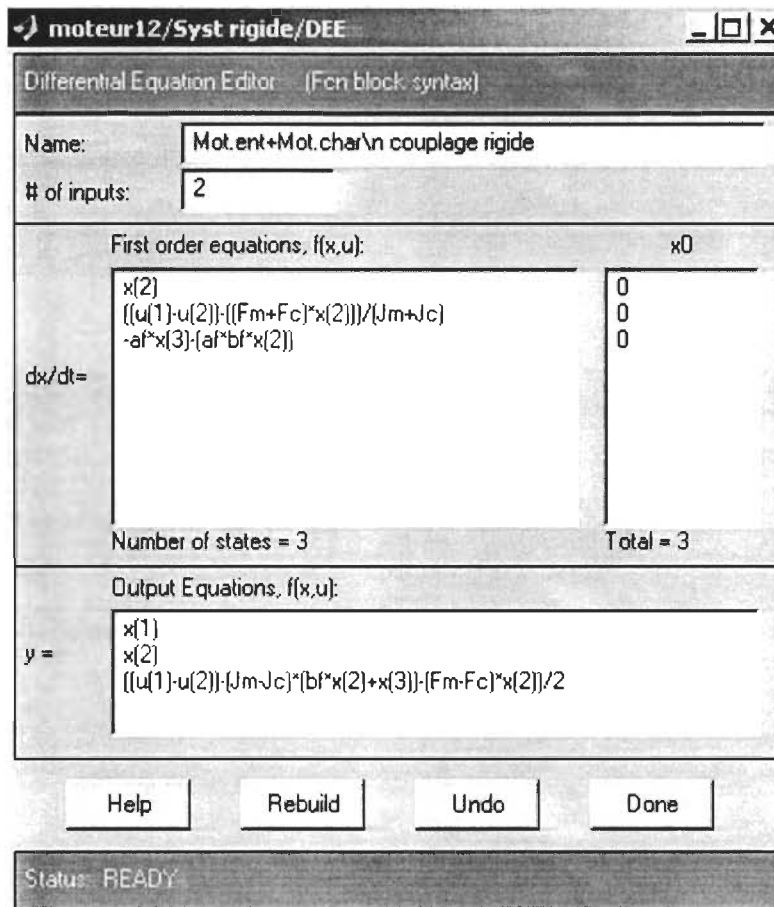 moteur12/Syst rigide/DEE
Differential Equation Editor (Fcn block syntax)
Name: Mot.ent+Mot.char\n couplage rigide
# of inputs: 2
First order equations, f(x,u): x0
x(2) 0
((u(1)-u(2))-((Fm+Fc)*x(2)))/(Jm+Jc) 0
-af*x(3)-(af*bf*x(2)) 0
dx/dt=
Number of states = 3 Total = 3
Output Equations, f(x,u):
x(1)
x(2)
y =
((u(1)-u(2))-(Jm-Jc)*(bf*x(2)+x(3))-(Fm-Fc)*x(2))/2
Help Rebuild Undo Done
Status: READY